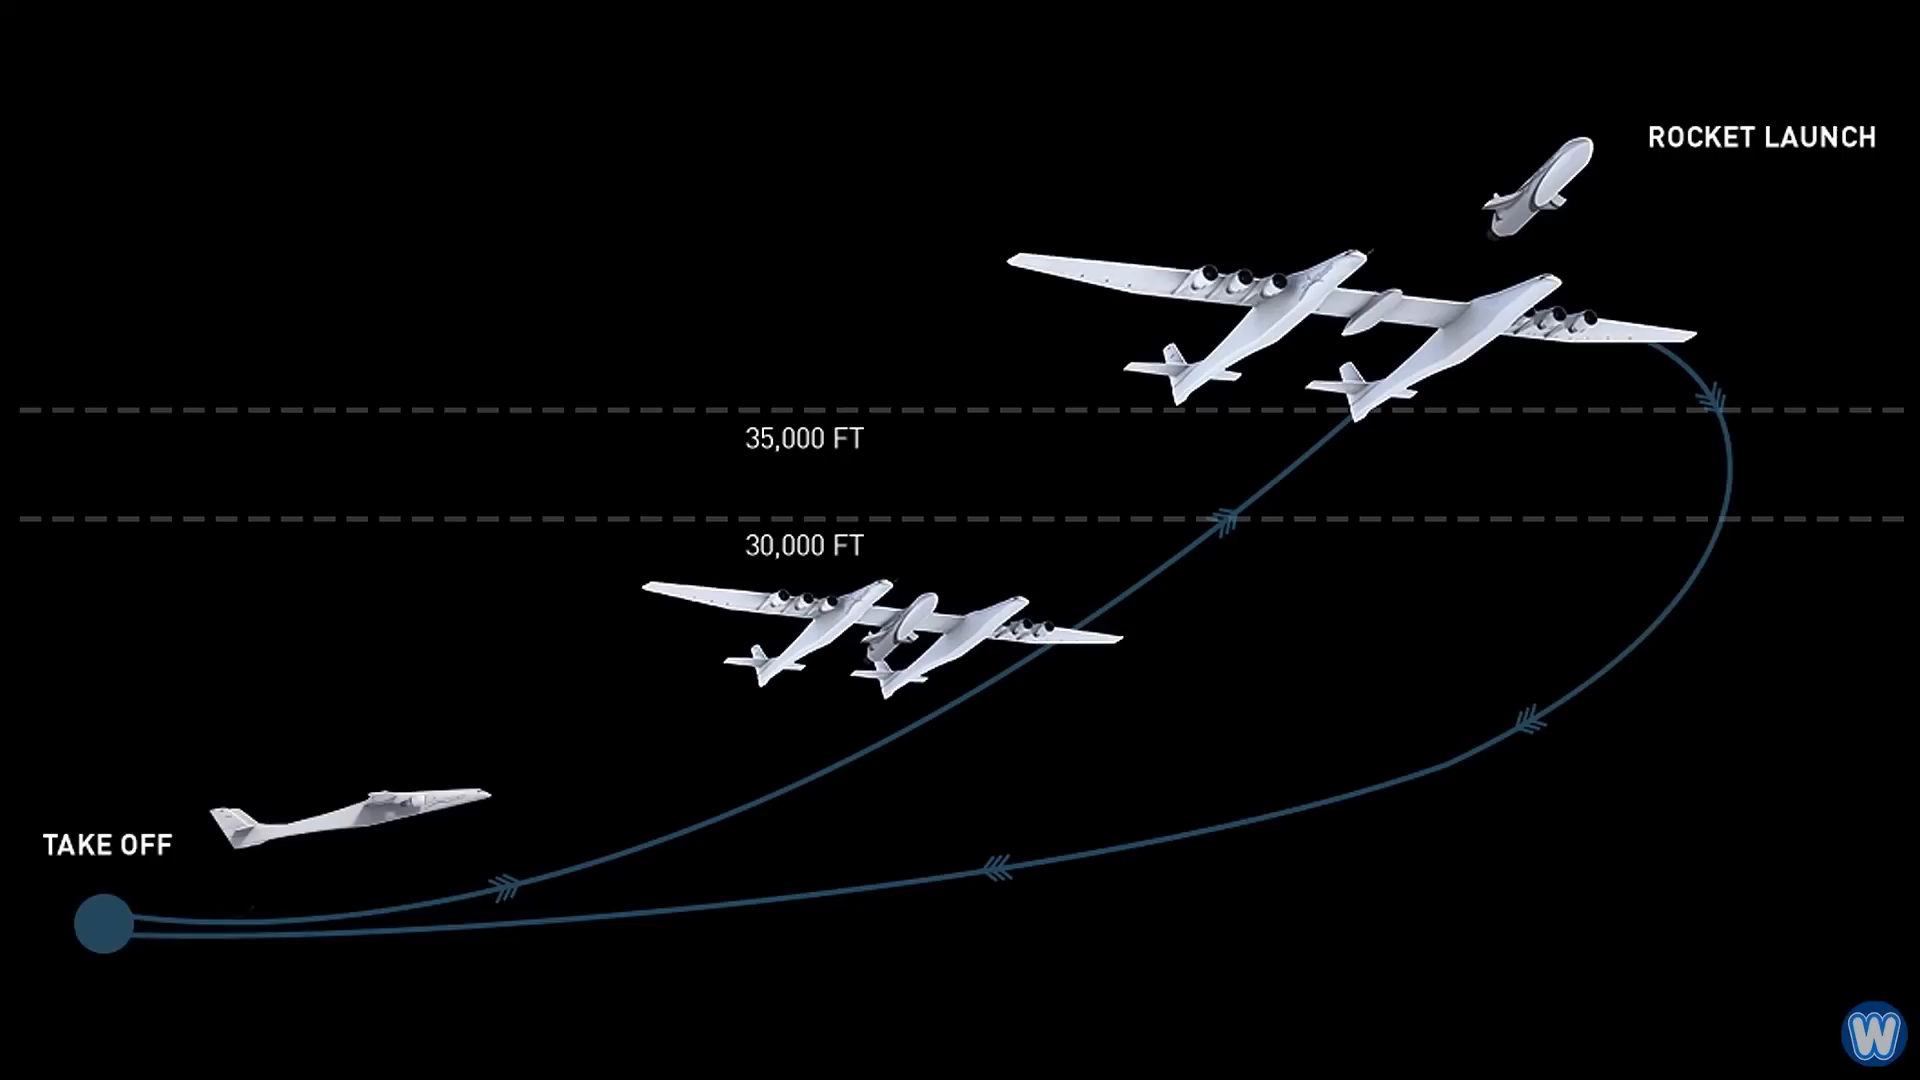 ROCKET LAUNCH
35,000 FT
30,000 FT
TAKE OFF
W